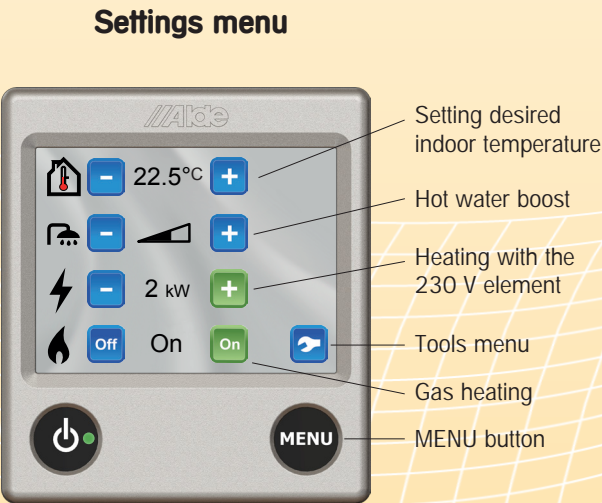 Settings menu
//Alde
- 22.5°C +
- +
- 2 kW +
Off On On
MENU
Setting desired
indoor temperature
Hot water boost
Heating with the
230 V element
Tools menu
Gas heating
MENU button